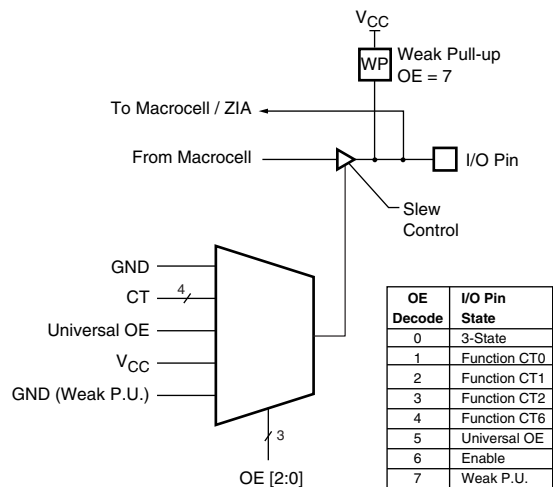 VCC
WP
Weak Pull-up
OE = 7
To Macrocell / ZIA
From Macrocell
I/O Pin
Slew
Control
GND
4
CT
Universal OE
VCC
GND (Weak P.U.)
3
OE [2:0]
OE Decode I/O Pin State
0 3-State
1 Function CT0
2 Function CT1
3 Function CT2
4 Function CT6
5 Universal OE
6 Enable
7 Weak P.U.